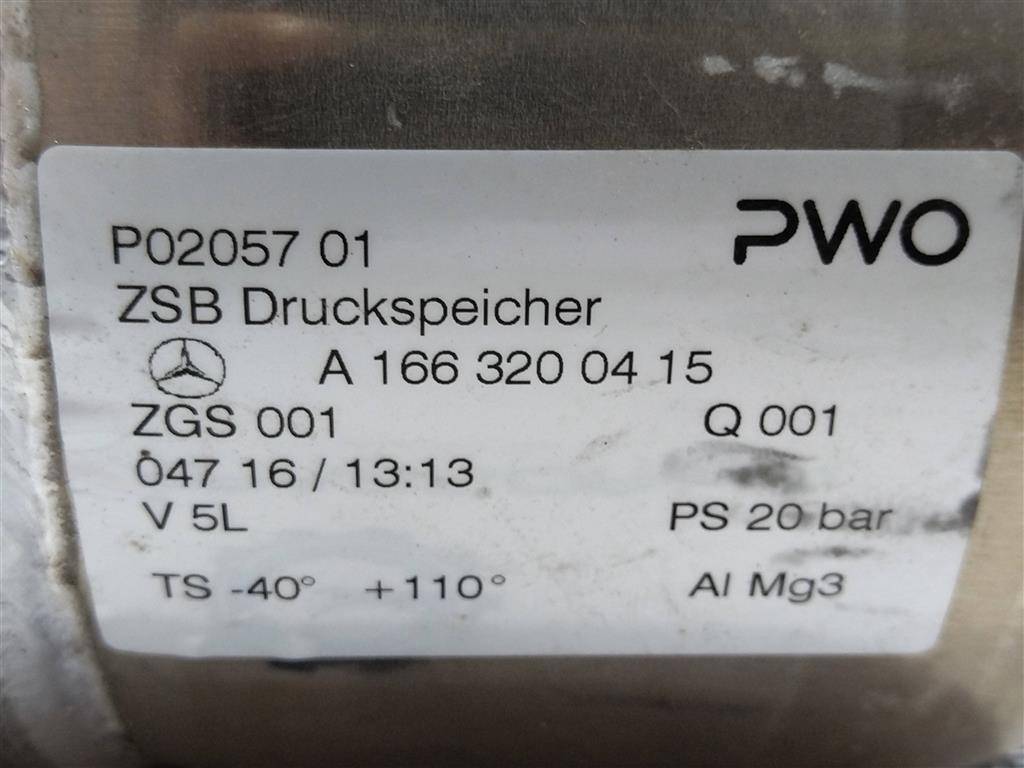 PWO
P02057 01
ZSB Druckspeicher
A 166 320 04 15
ZGS 001 Q 001
047 16 / 13:13
V 5L PS 20 bar
TS -40° +110° Al Mg3